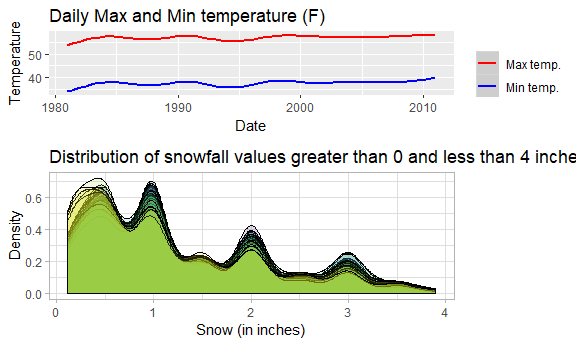 Daily Max and Min temperature (F)
Temperature
50
40
1980
1990
2000
2010
Date
Max temp.
Min temp.
Distribution of snowfall values greater than 0 and less than 4 inche
Density
0.6
0.4
0.2
0.0
0
1
2
3
4
Snow (in inches)